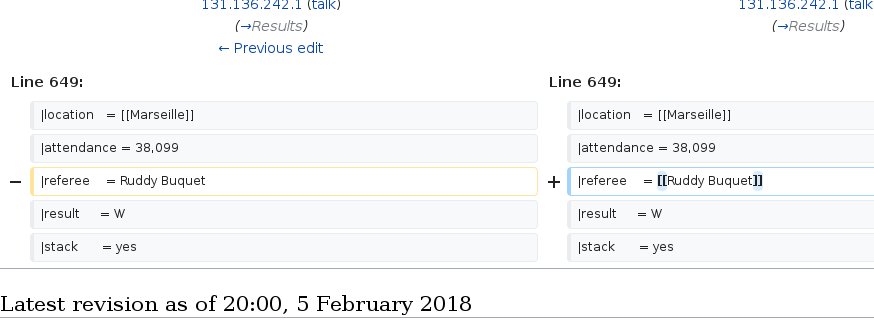 131.136.242.1 (talk)
(→Results)
← Previous edit
131.136.242.1 (talk
(→Results)
Line 649:
Line 649:
|location = [[Marseille]]
|location = [[Marseille]]
|attendance = 38,099
|attendance = 38,099
− |referee = Ruddy Buquet
+ |referee = [[Ruddy Buquet]]
|result = W
|result = W
|stack = yes
|stack = yes
Latest revision as of 20:00, 5 February 2018